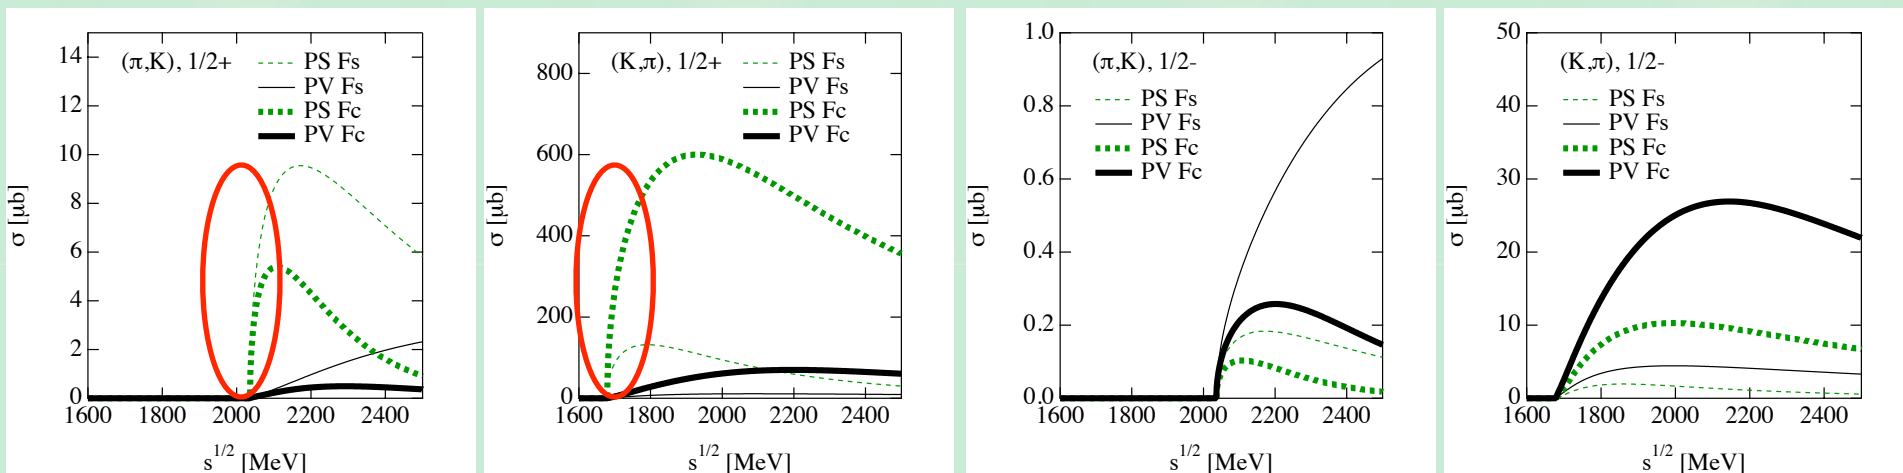 14
12
10
8
6
4
2
0
σ [μb]
(π,K), 1/2+
PS Fs
PV Fs
PS Fc
PV Fc
1600 1800 2000 2200 2400
s^1/2 [MeV]
800
600
400
200
0
σ [μb]
(K,π), 1/2+
PS Fs
PV Fs
PS Fc
PV Fc
1600 1800 2000 2200 2400
s^1/2 [MeV]
1.0
0.8
0.6
0.4
0.2
0.0
σ [μb]
(π,K), 1/2-
PS Fs
PV Fs
PS Fc
PV Fc
1600 1800 2000 2200 2400
s^1/2 [MeV]
50
40
30
20
10
0
σ [μb]
(K,π), 1/2-
PS Fs
PV Fs
PS Fc
PV Fc
1600 1800 2000 2200 2400
s^1/2 [MeV]